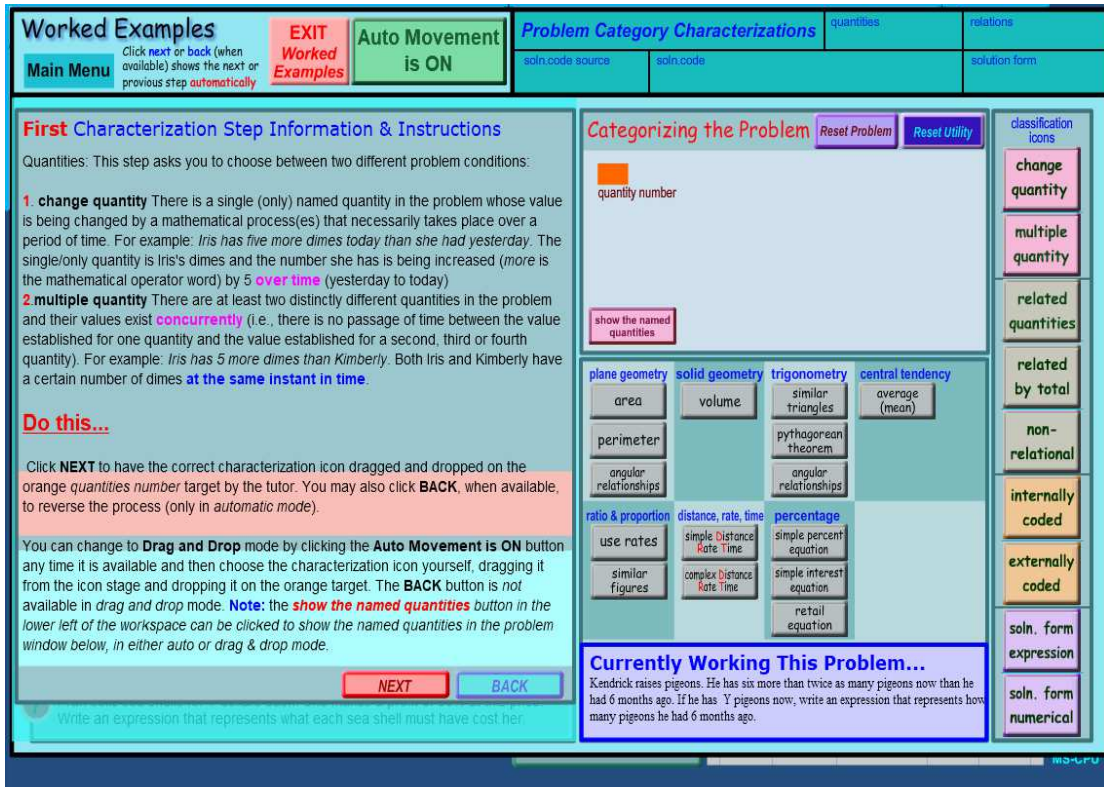 Worked Examples
Main Menu
Click next or back (when
available) shows the next or
provious step automatically
EXIT
Worked
Examples
Auto Movement
is ON
Problem Category Characterizations
quantities
relations
soln.code source
soln.code
solution form
First Characterization Step Information & Instructions
Quantities: This step asks you to choose between two different problem conditions:
1. change quantity There is a single (only) named quantity in the problem whose value
is being changed by a mathematical process(es) that necessarily takes place over a
period of time. For example: Iris has five more dimes today than she had yesterday. The
single/only quantity is Iris's dimes and the number she has is being increased (more is
the mathematical operator word) by 5 over time (yesterday to today)
2.multiple quantity There are at least two distinctly different quantities in the problem
and their values exist concurrently (i.e., there is no passage of time between the value
established for one quantity and the value established for a second, third or fourth
quantity). For example: Iris has 5 more dimes than Kimberly. Both Iris and Kimberly have
a certain number of dimes at the same instant in time.
Do this...
Click NEXT to have the correct characterization icon dragged and dropped on the
orange quantities number target by the tutor. You may also click BACK, when available,
to reverse the process (only in automatic mode).
You can change to Drag and Drop mode by clicking the Auto Movement is ON button
any time it is available and then choose the characterization icon yourself, dragging it
from the icon stage and dropping it on the orange target. The BACK button is not
available in drag and drop mode. Note: the show the named quantities button in the
lower left of the workspace can be clicked to show the named quantities in the problem
window below, in either auto or drag & drop mode.
NEXT
BACK
Write an expression that represents what each sea shell must have cost her.
Categorizing the Problem
Reset Problem
Reset Utility
quantity number
show the named
quantities
plane geometry
area
perimeter
angular
relationships
solid geometry
volume
trigonometry
similar
triangles
pythagorean
theorem
angular
relationships
central tendency
average
(mean)
ratio & proportion
use rates
similar
figures
distance, rate, time
simple Distance
Rate Time
complex Distance
Rate Time
percentage
simple percent
equation
simple interest
equation
retail
equation
Currently Working This Problem...
Kendrick raises pigeons. He has six more than twice as many pigeons now than he
had 6 months ago. If he has Y pigeons now, write an expression that represents how
many pigeons he had 6 months ago.
classification
icons
change
quantity
multiple
quantity
related
quantities
related
by total
non-
relational
internally
coded
externally
coded
soln. form
expression
soln. form
numerical
MS-CPU